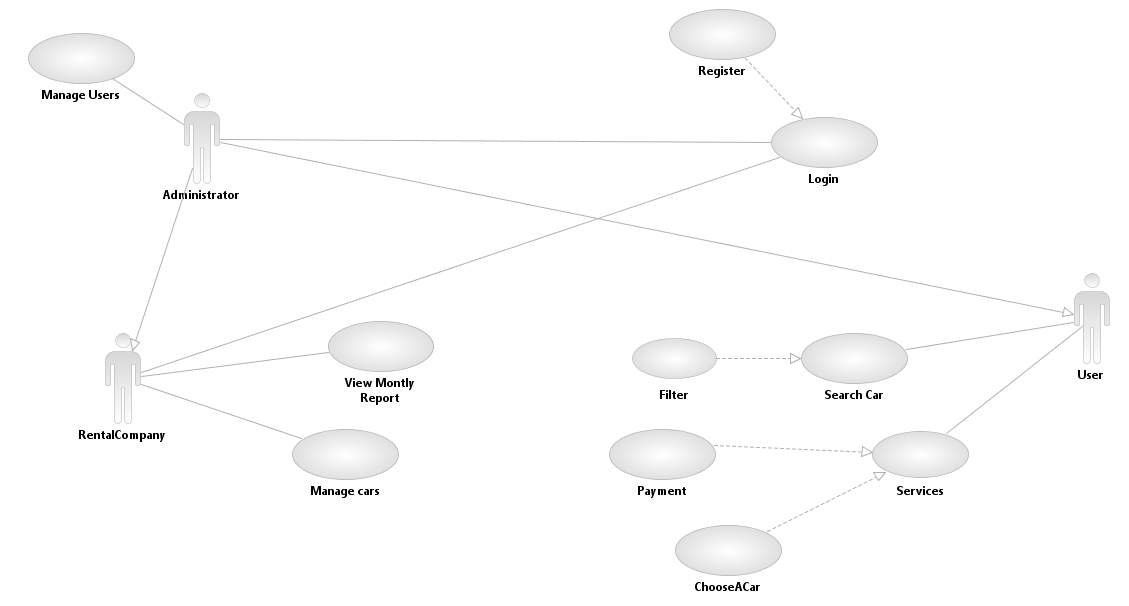 Register
Manage Users
Login
Administrator
User
View Montly
Report
Filter
Search Car
RentalCompany
Manage cars
Payment
Services
ChooseACar